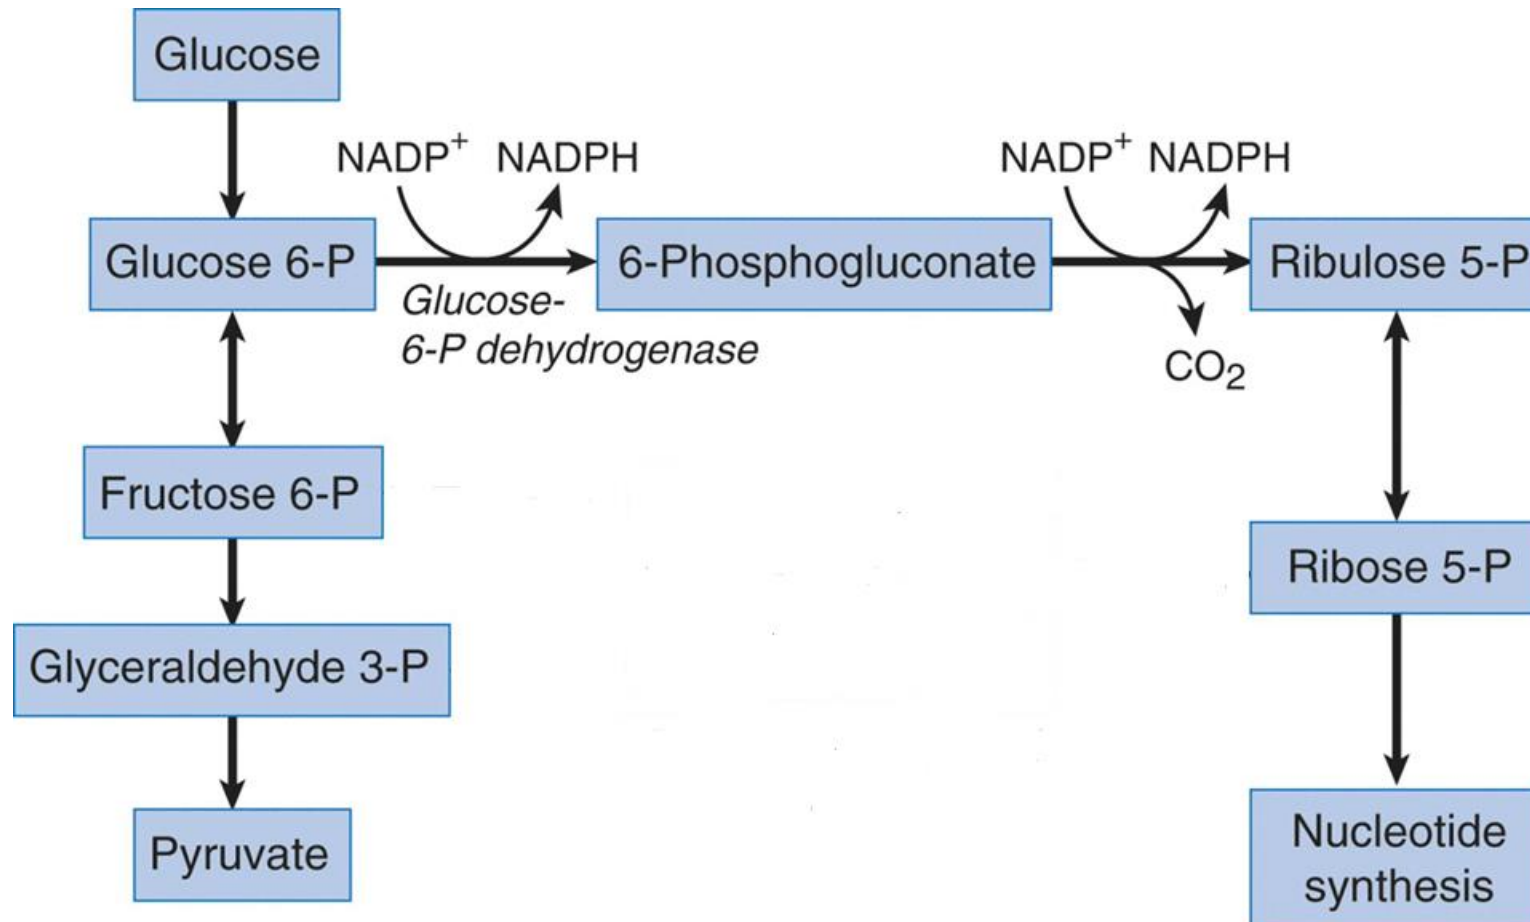 Glucose
NADP⁺ NADPH
NADP⁺ NADPH
Glucose 6-P
6-Phosphogluconate
Ribulose 5-P
Glucose-
6-P dehydrogenase
CO₂
Fructose 6-P
Ribose 5-P
Glyceraldehyde 3-P
Pyruvate
Nucleotide
synthesis